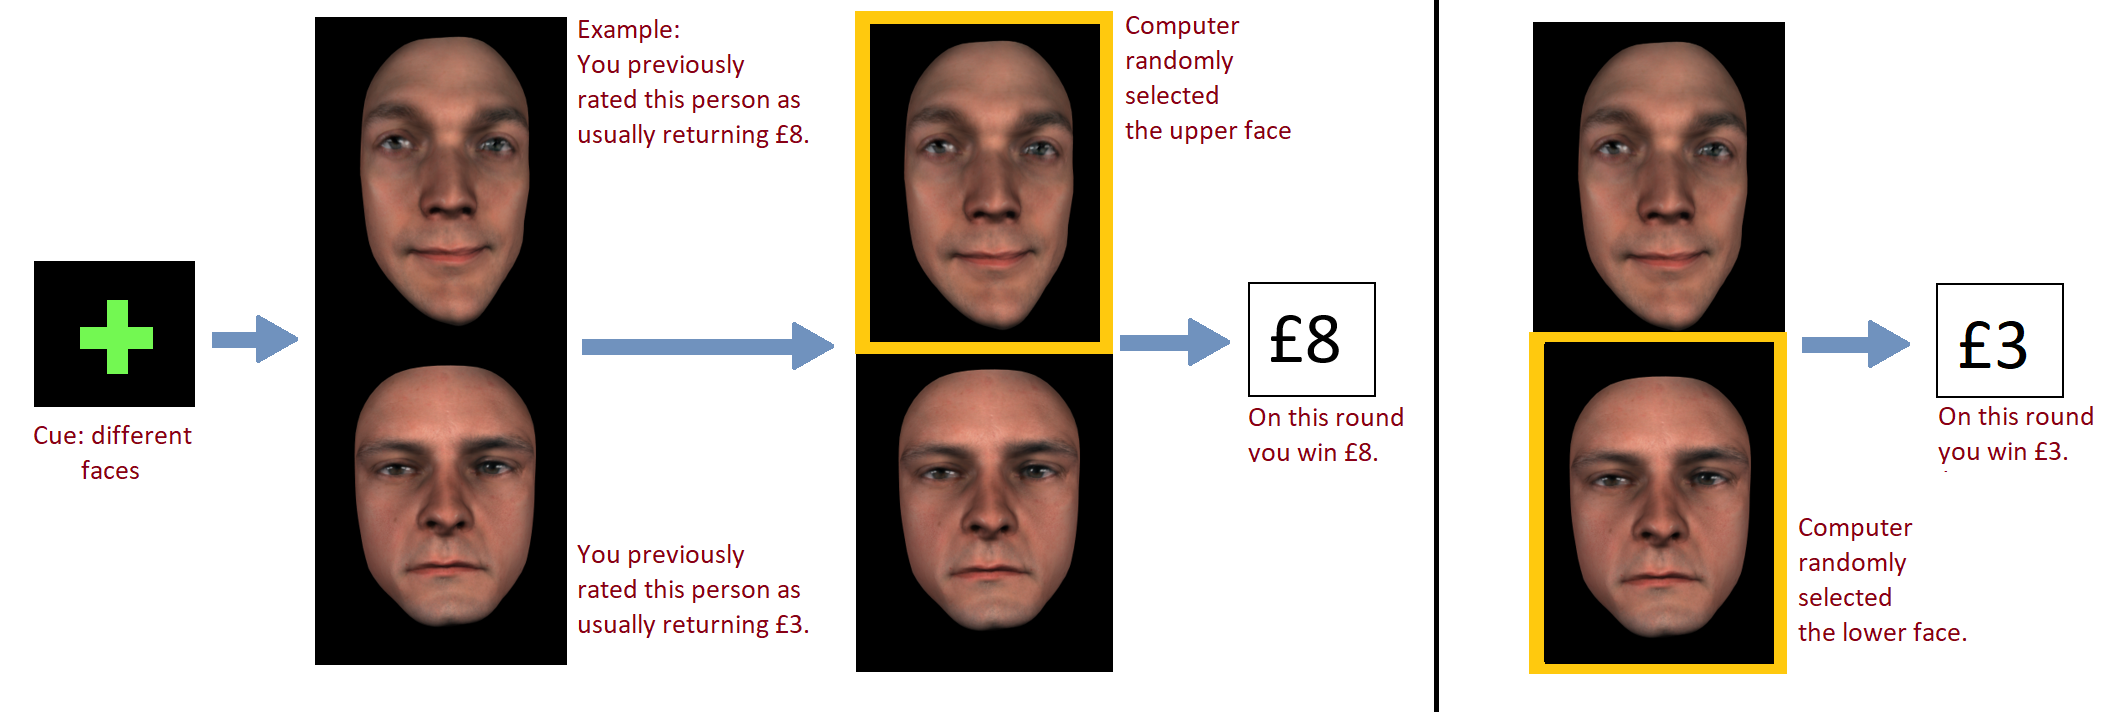 Example:
You previously
rated this person as
usually returning £8.
Computer
randomly
selected
the upper face
Cue: different
faces
You previously
rated this person as
usually returning £3.
£8
On this round
you win £8.
£3
On this round
you win £3.
Computer
randomly
selected
the lower face.